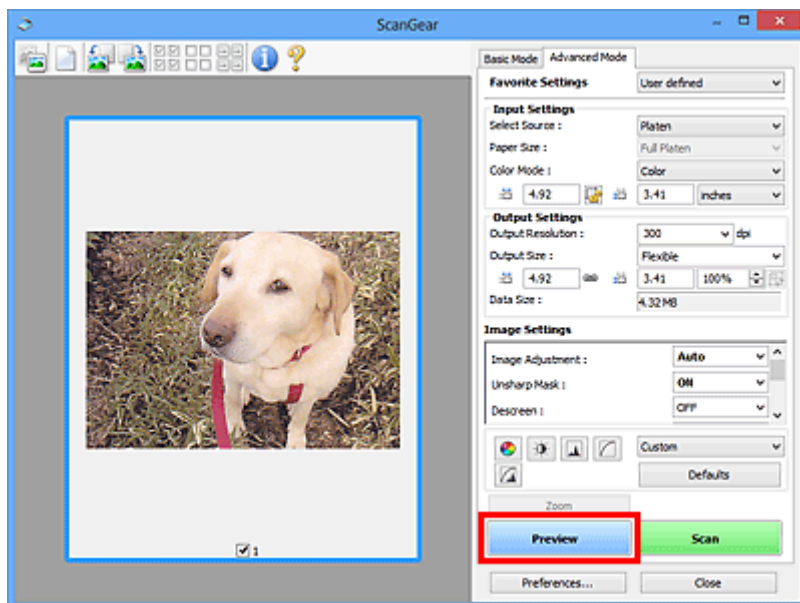 ScanGear
Basic Mode Advanced Mode
Favorite Settings User defined
Input Settings
Select Source : Platen
Paper Size : Full Platen
Color Mode : Color
4.92 3.41 inches
Output Settings
Output Resolution : 300 dpi
Output Size : Flexible
4.92 3.41 100%
Data Size : 4.32 MB
Image Settings
Image Adjustment : Auto
Unsharp Mask : ON
Descreen : OFF
Custom
Defaults
Zoom
Preview Scan
1
Preferences... Close